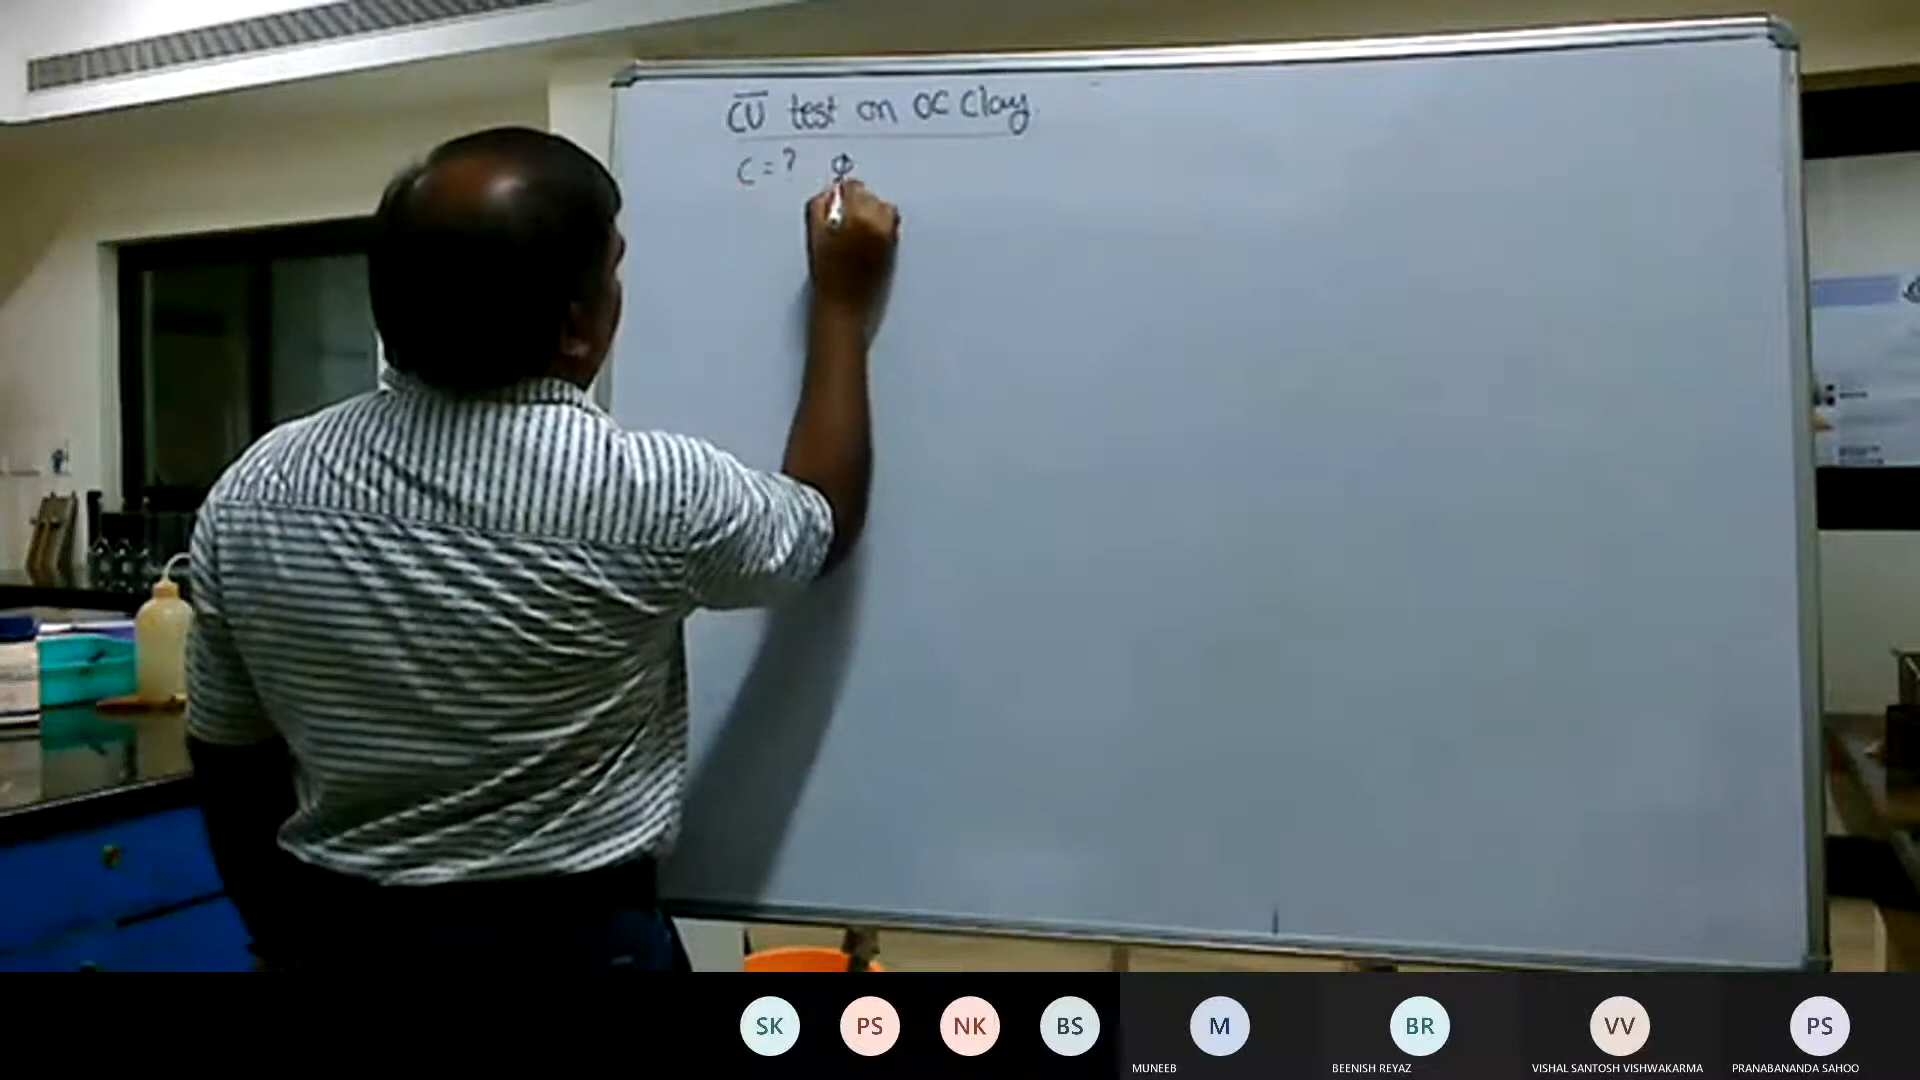 C̅U̅ test on OC Clay.
C = ? Φ
SK PS NK BS M BR VV PS
MUNEEB BEENISH REYAZ VISHAL SANTOSH VISHWAKARMA PRANABANANDA SAHOO